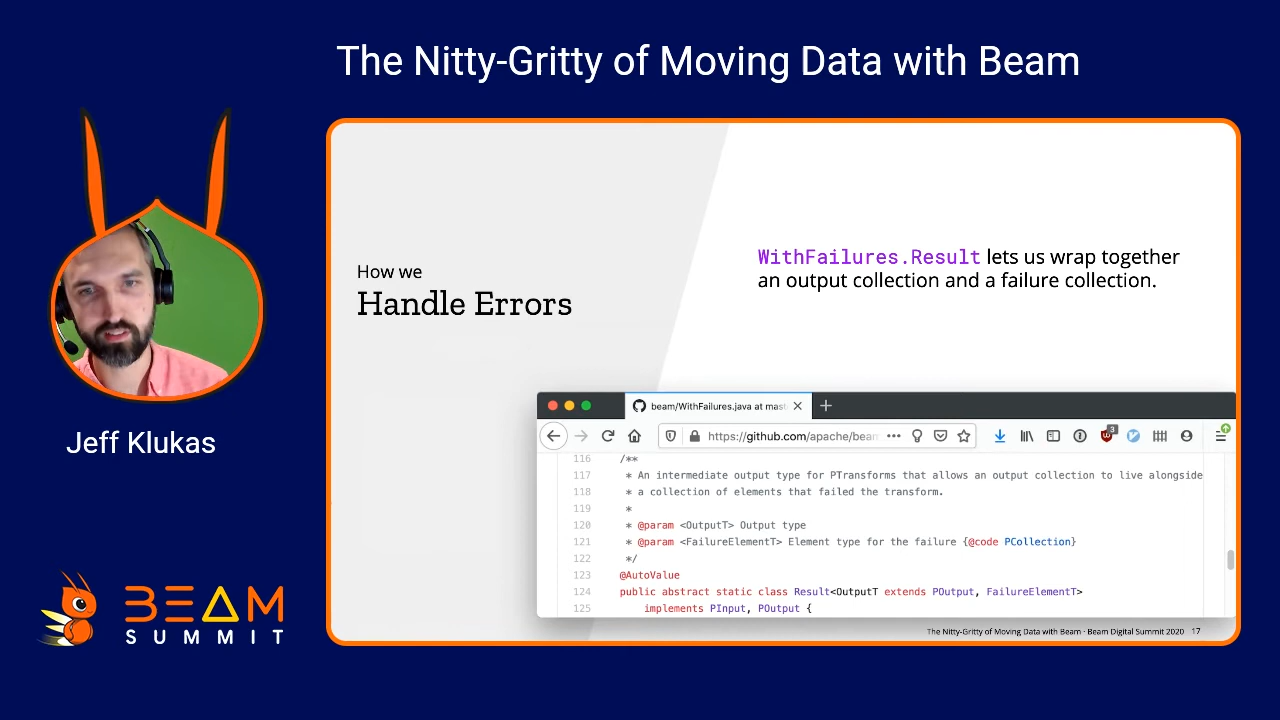 The Nitty-Gritty of Moving Data with Beam
How we
Handle Errors
WithFailures.Result lets us wrap together
an output collection and a failure collection.
beam/WithFailures.java at mast
https://github.com/apache/beam
3
116 /**
117 * An intermediate output type for PTransforms that allows an output collection to live alongside
118 * a collection of elements that failed the transform.
119 *
120 * @param <OutputT> Output type
121 * @param <FailureElementT> Element type for the failure {@code PCollection}
122 */
123 @AutoValue
124 public abstract static class Result<OutputT extends POutput, FailureElementT>
125 implements PInput, POutput {
The Nitty-Gritty of Moving Data with Beam - Beam Digital Summit 2020 17
Jeff Klukas
BEAM
SUMMIT